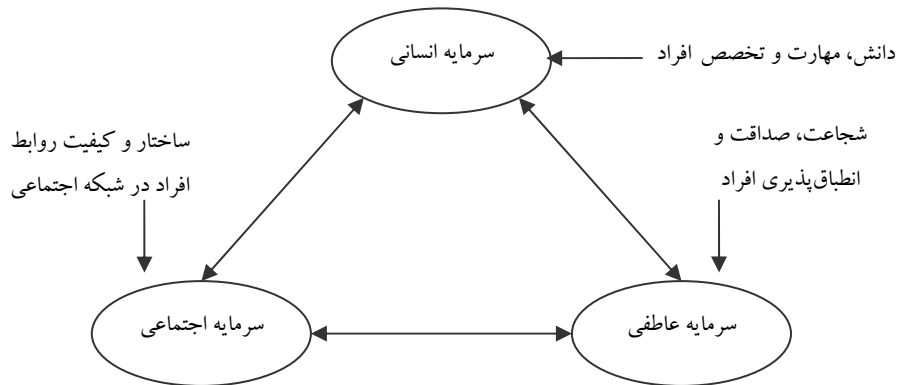 سرمایه انسانی
دانش، مهارت و تخصص افراد
شجاعت، صداقت و
انطباق‌پذیری افراد
ساختار و کیفیت روابط
افراد در شبکه اجتماعی
سرمایه عاطفی
سرمایه اجتماعی